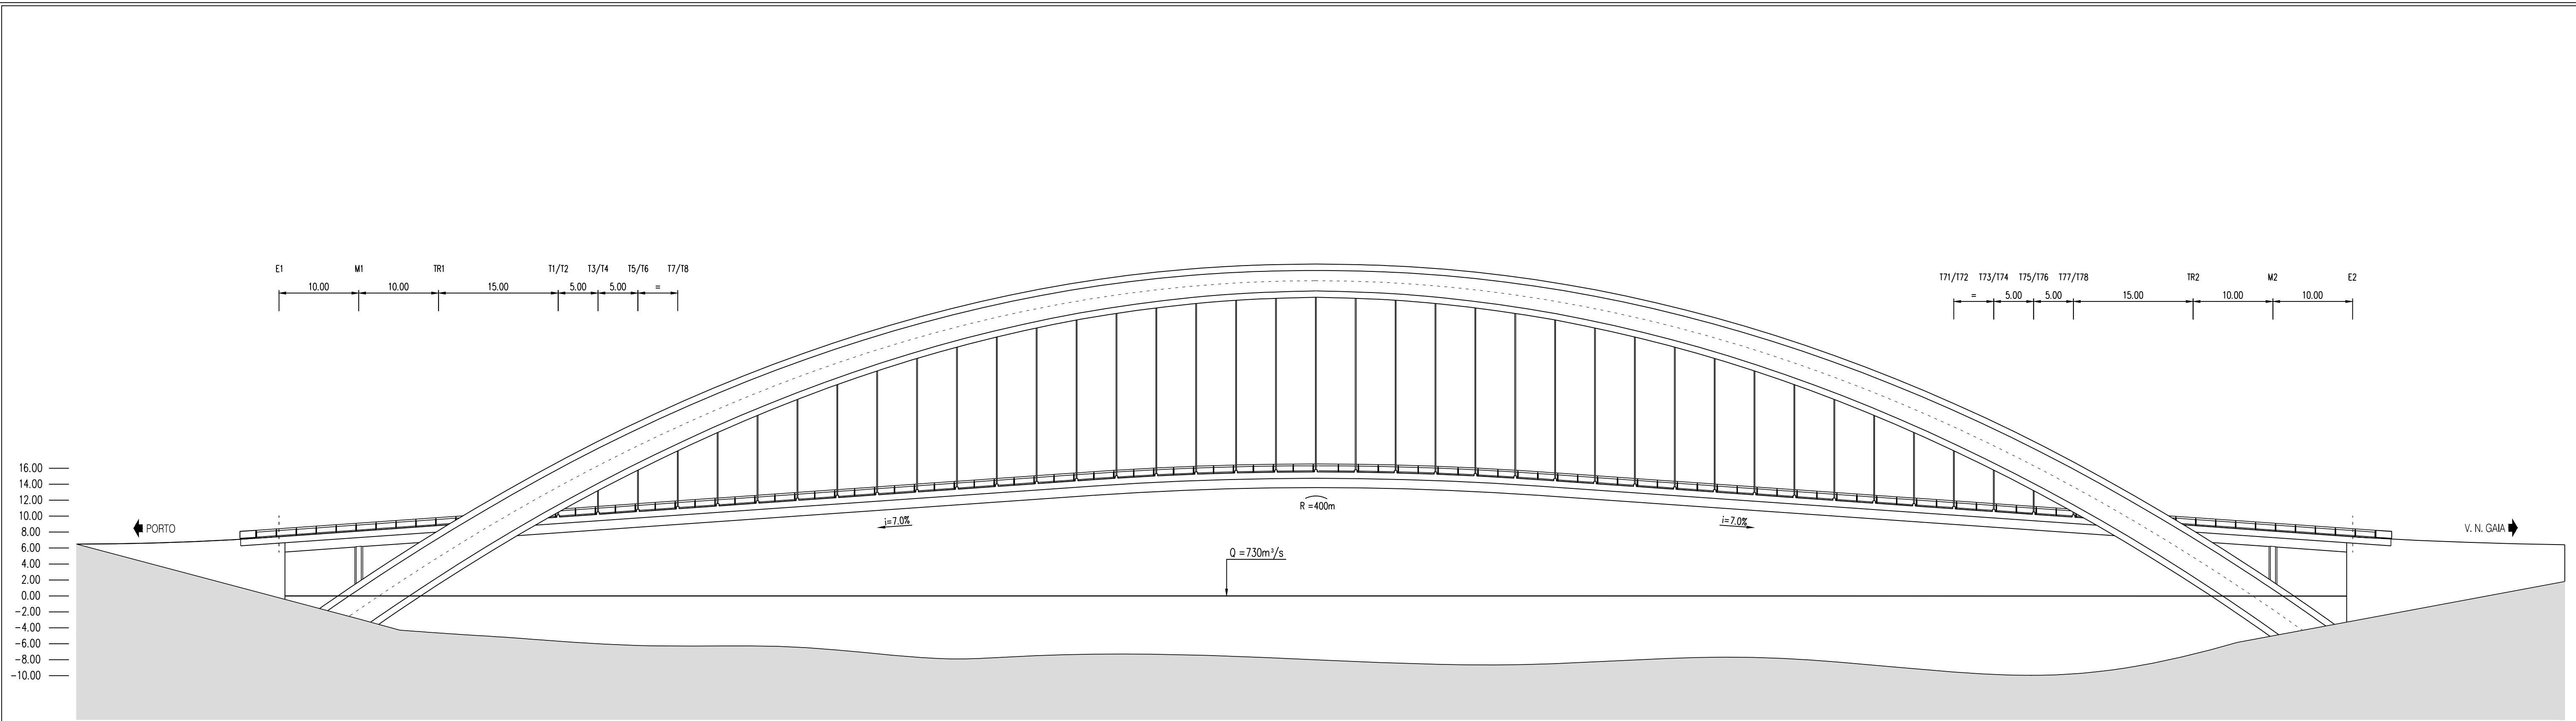 E1 M1 TR1 T1/T2 T3/T4 T5/T6 T7/T8
10.00 10.00 15.00 5.00 5.00 =
T71/T72 T73/T74 T75/T76 T77/T78 TR2 M2 E2
= 5.00 5.00 15.00 10.00 10.00
16.00
14.00
12.00
10.00
8.00
6.00
4.00
2.00
0.00
-2.00
-4.00
-6.00
-8.00
-10.00
PORTO
i=7.0%
R =400m
i=7.0%
V. N. GAIA
Q =730m³/s